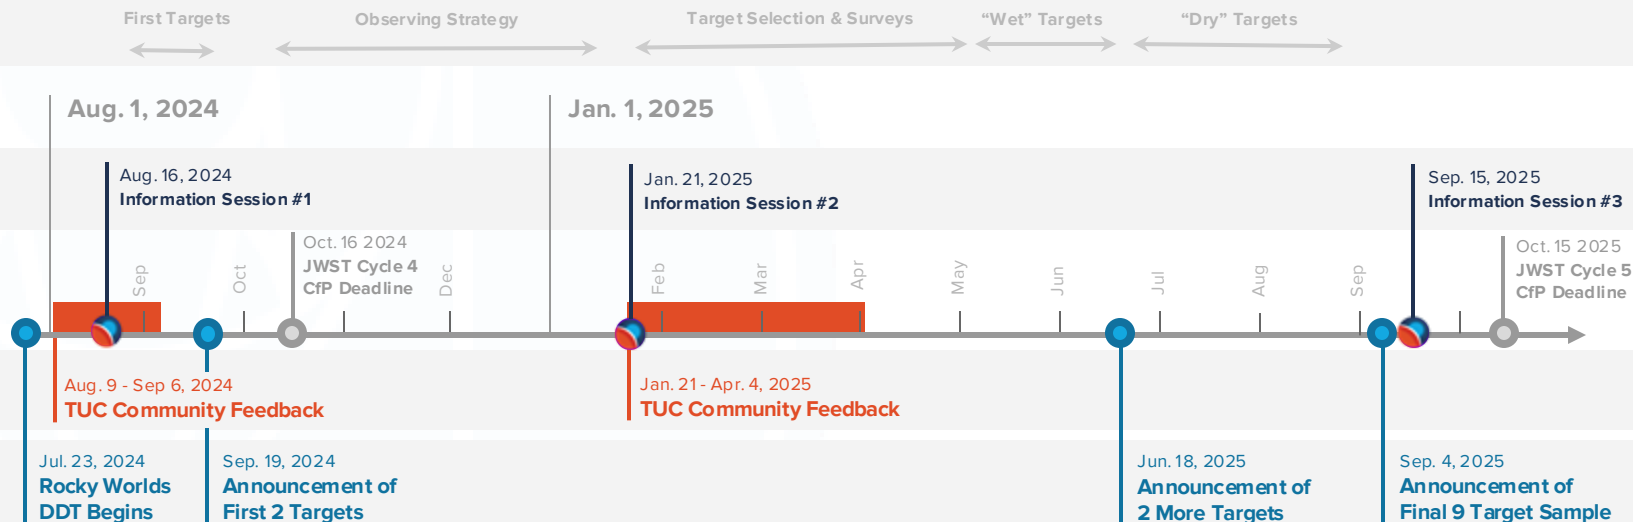 First Targets
Observing Strategy
Target Selection & Surveys
“Wet” Targets
“Dry” Targets
Aug. 1, 2024
Jan. 1, 2025
Aug. 16, 2024
Information Session #1
Jan. 21, 2025
Information Session #2
Sep. 15, 2025
Information Session #3
Oct. 16 2024
JWST Cycle 4
CfP Deadline
Oct. 15 2025
JWST Cycle 5
CfP Deadline
Sep
Oct
Dec
Feb
Mar
Apr
May
Jun
Jul
Aug
Sep
Aug. 9 - Sep 6, 2024
TUC Community Feedback
Jan. 21 - Apr. 4, 2025
TUC Community Feedback
Jul. 23, 2024
Rocky Worlds
DDT Begins
Sep. 19, 2024
Announcement of
First 2 Targets
Jun. 18, 2025
Announcement of
2 More Targets
Sep. 4, 2025
Announcement of
Final 9 Target Sample